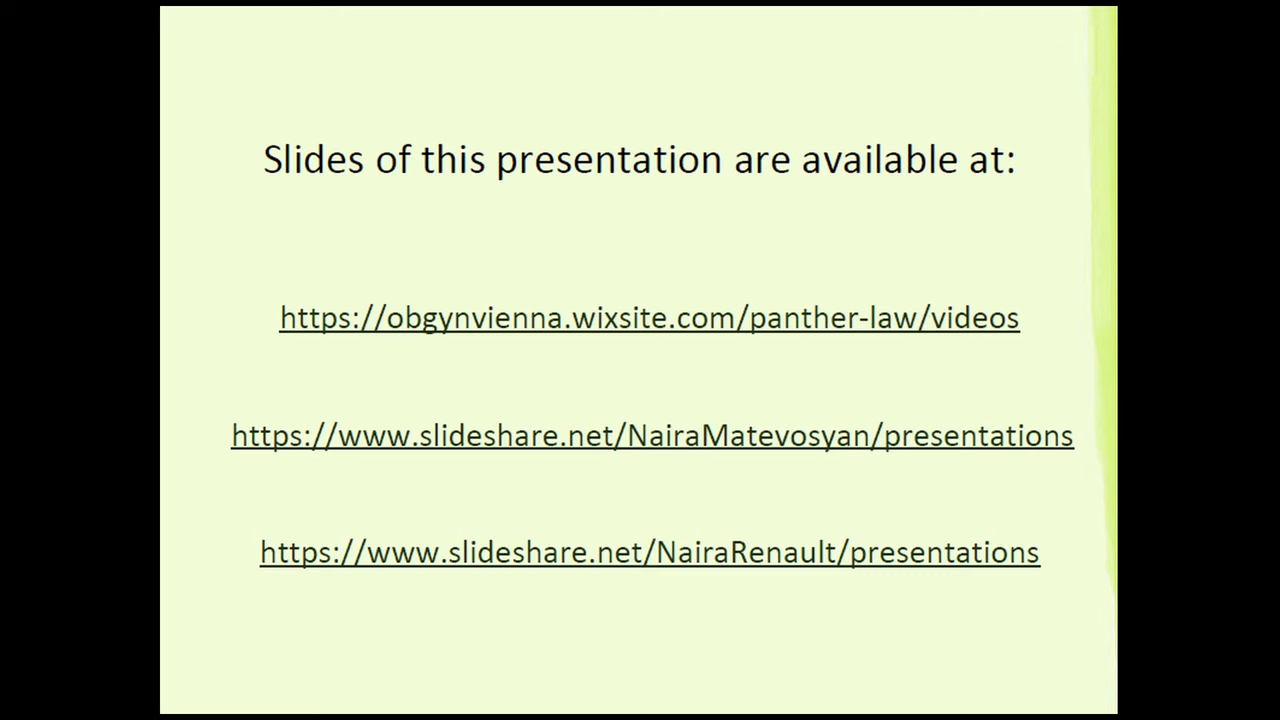 Slides of this presentation are available at:
https://obgynvienna.wixsite.com/panther-law/videos
https://www.slideshare.net/NairaMatevosyan/presentations
https://www.slideshare.net/NairaRenault/presentations